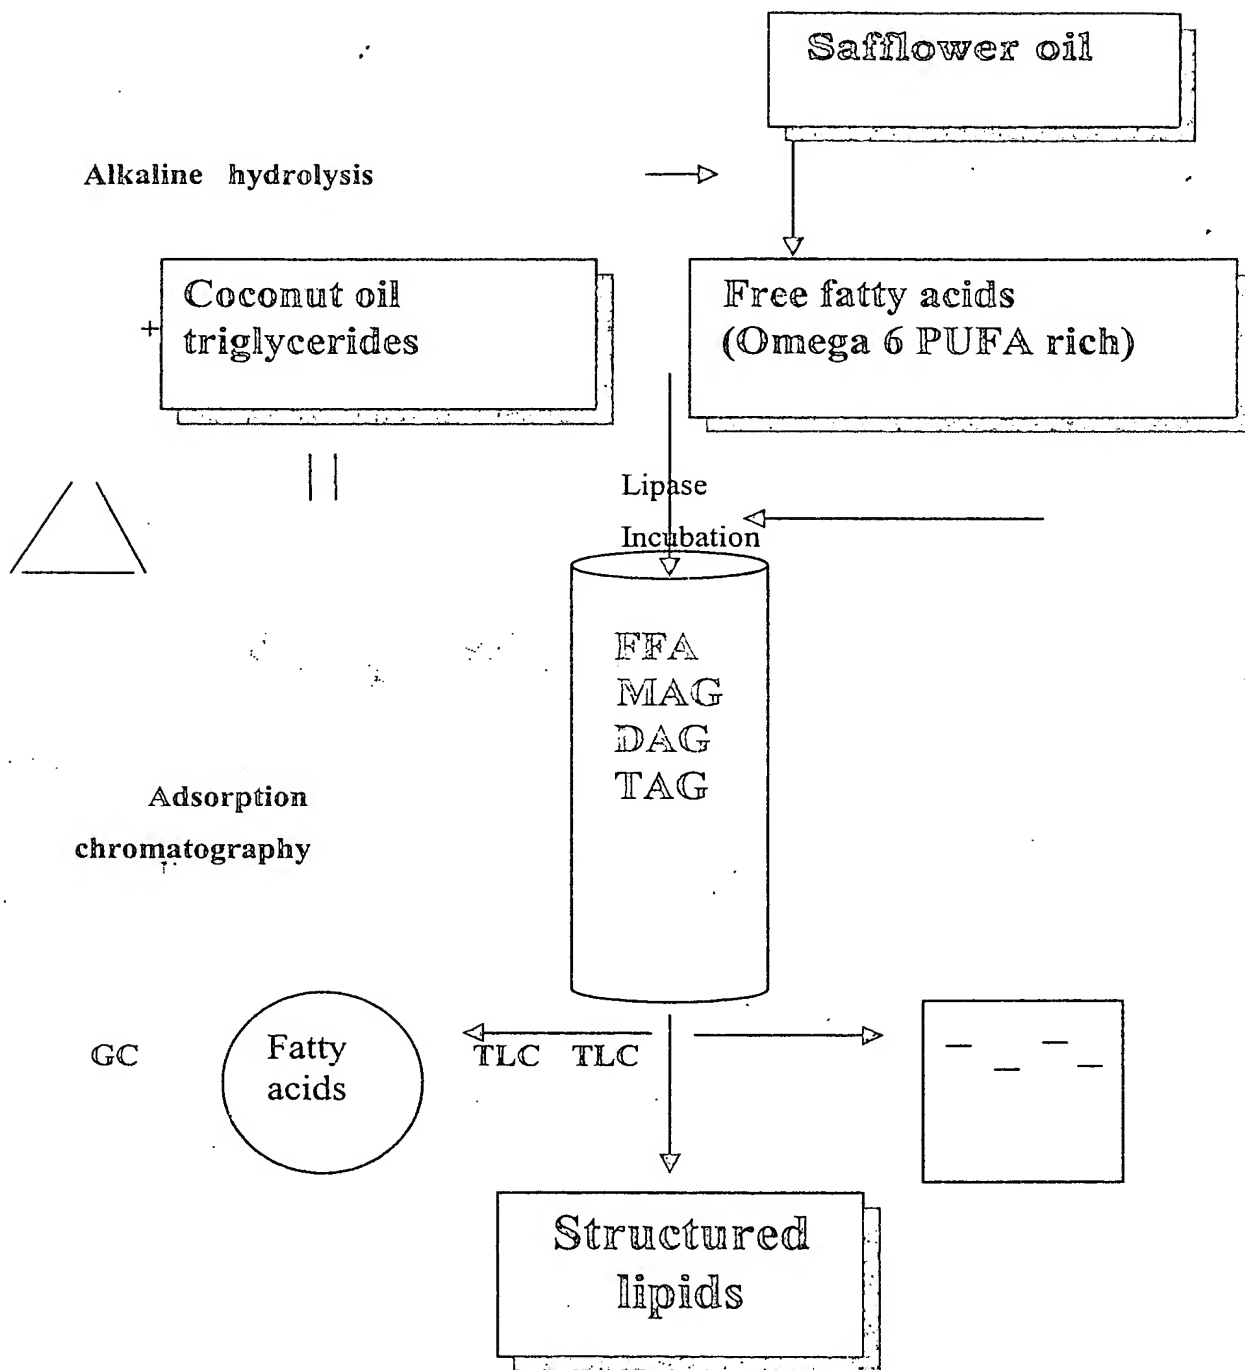 Safflower oil
Alkaline hydrolysis
Coconut oil
triglycerides
+
Free fatty acids
(Omega 6 PUFA rich)
Lipase
Incubation
FFA
MAG
DAG
TAG
Adsorption
chromatography
GC
Fatty
acids
TLC TLC
Structured
lipids